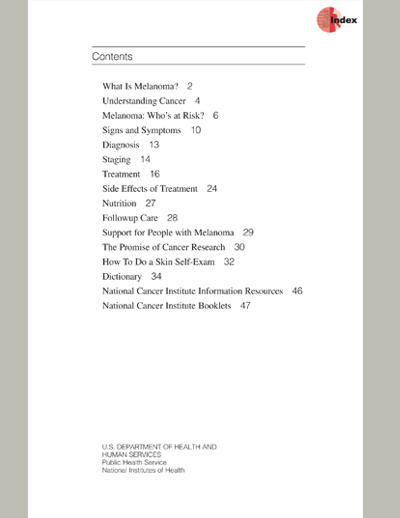 Index
Contents
What Is Melanoma? 2
Understanding Cancer 4
Melanoma: Who's at Risk? 6
Signs and Symptoms 10
Diagnosis 13
Staging 14
Treatment 16
Side Effects of Treatment 24
Nutrition 27
Followup Care 28
Support for People with Melanoma 29
The Promise of Cancer Research 30
How To Do a Skin Self-Exam 32
Dictionary 34
National Cancer Institute Information Resources 46
National Cancer Institute Booklets 47
U.S. DEPARTMENT OF HEALTH AND
HUMAN SERVICES
Public Health Service
National Institutes of Health